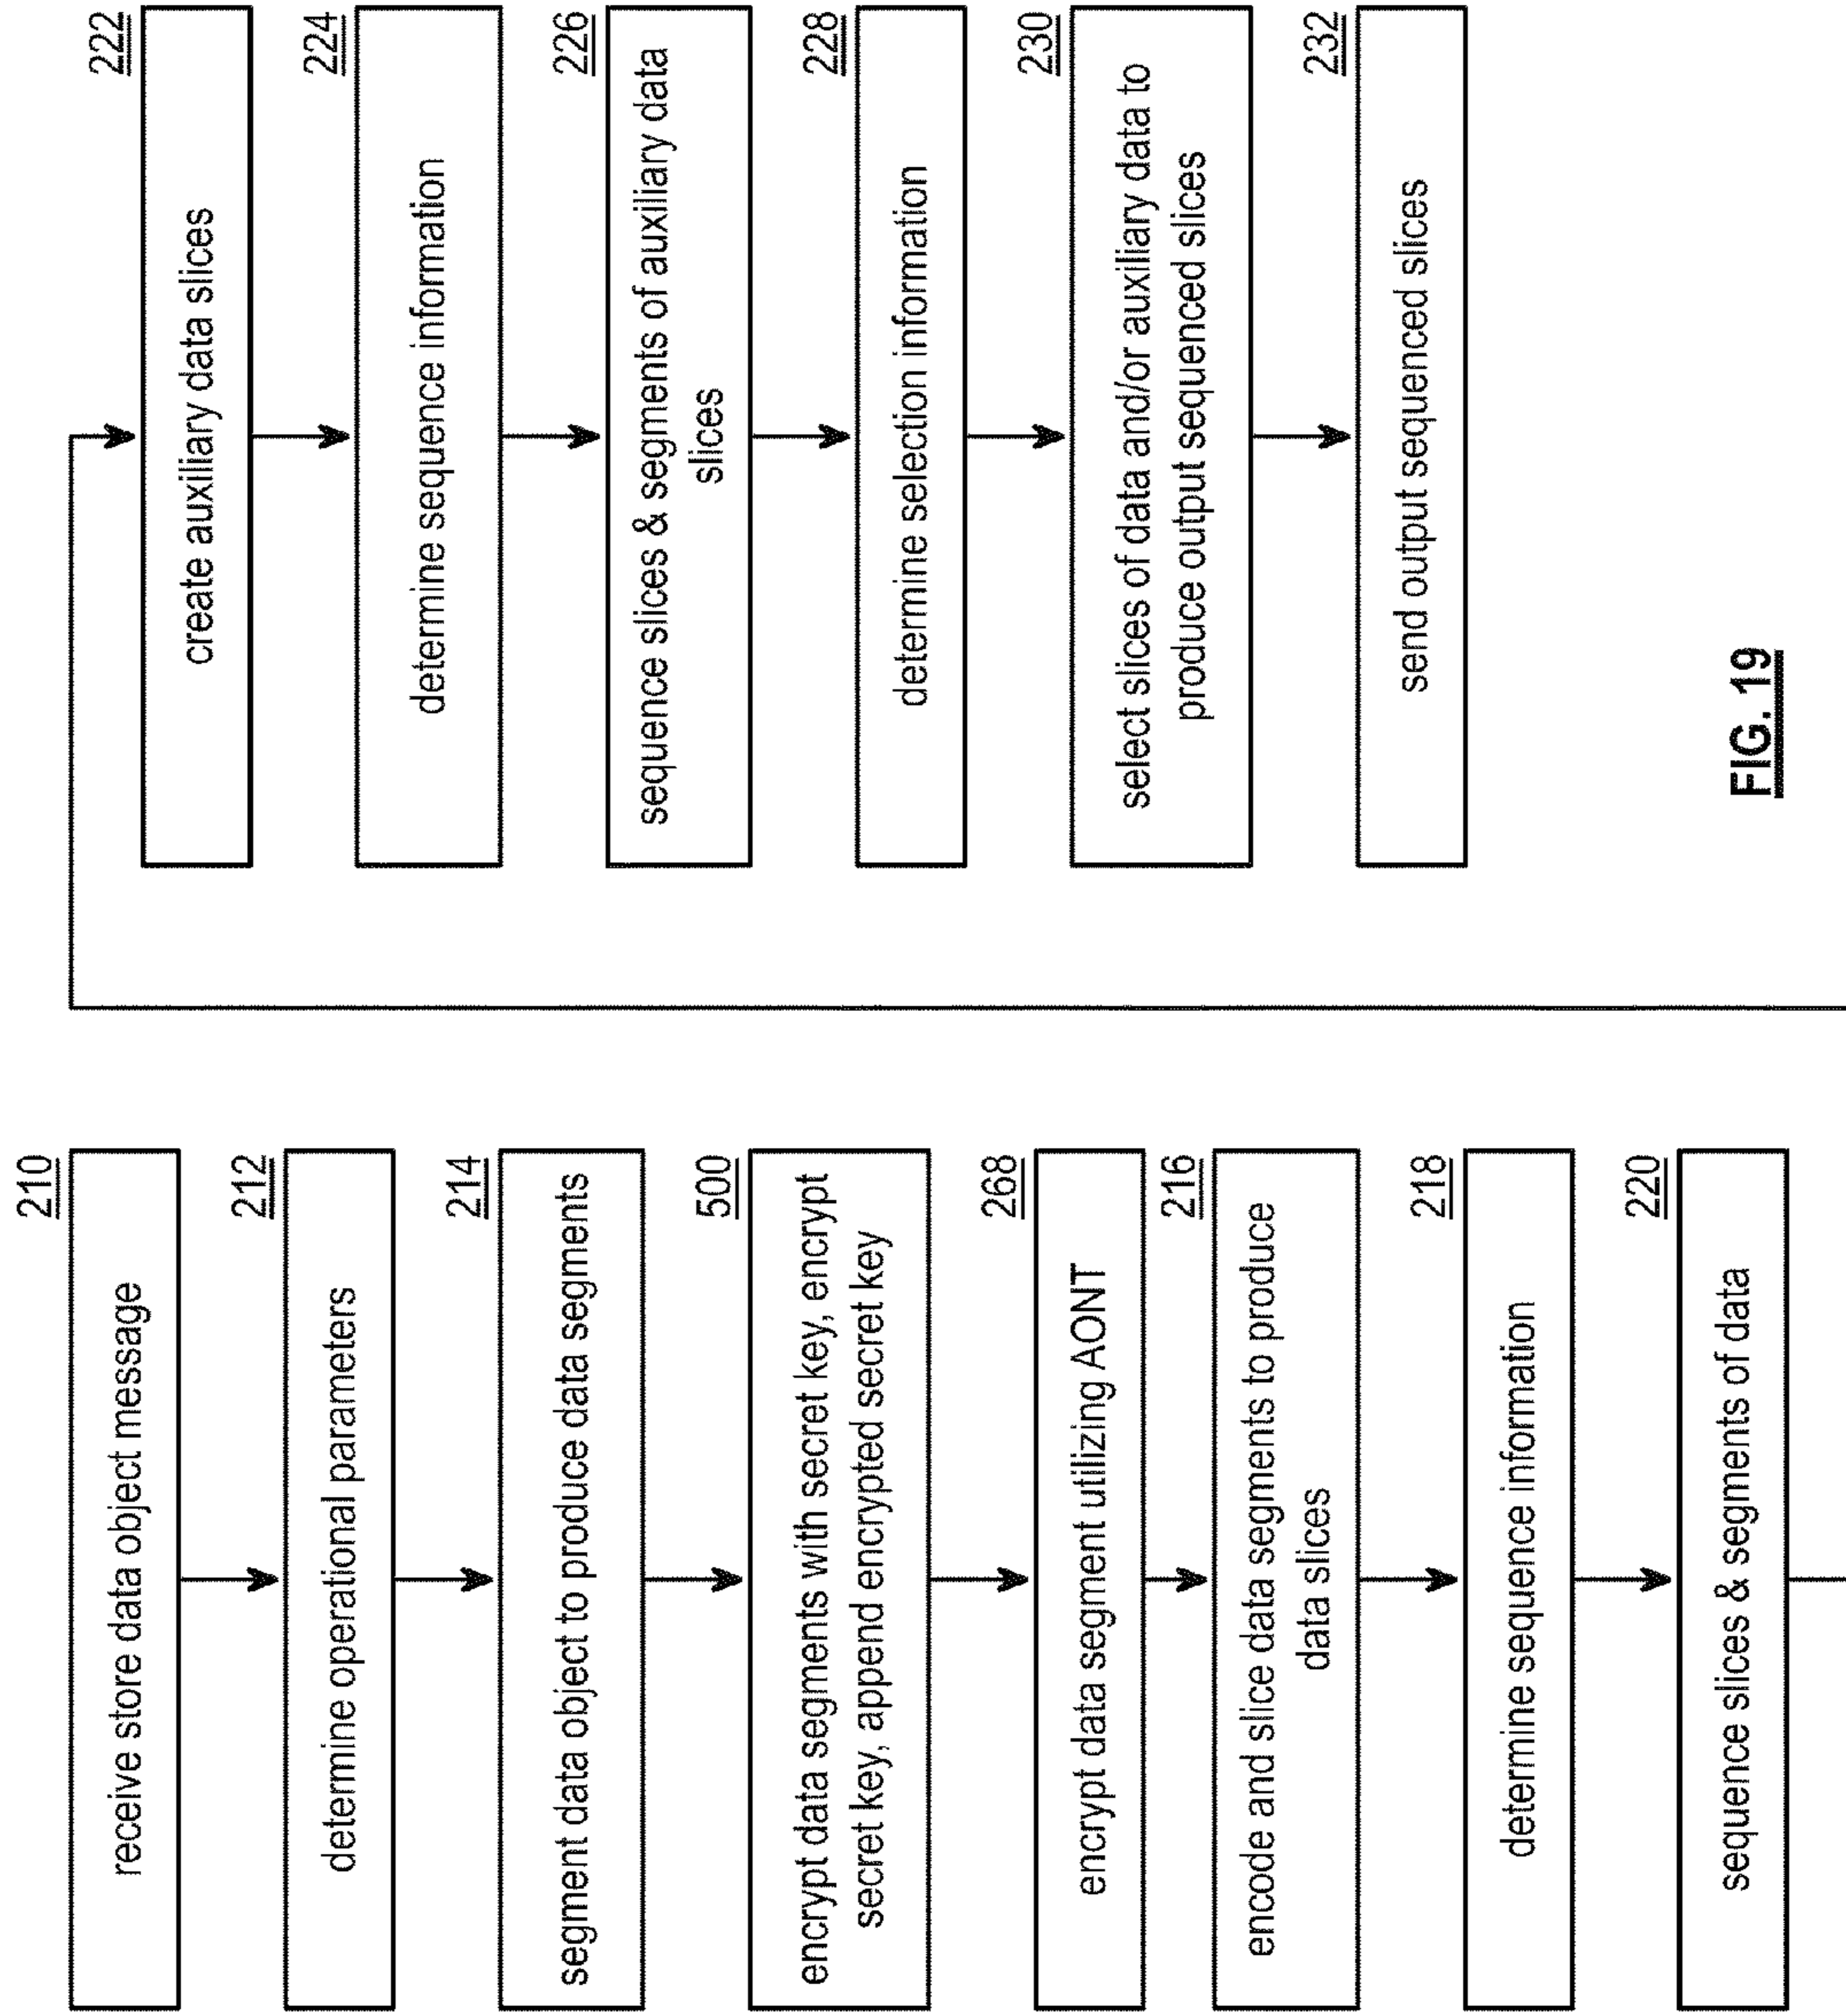 210
receive store data object message
212
determine operational parameters
214
segment data object to produce data segments
500
encrypt data segments with secret key, encrypt
secret key, append encrypted secret key
268
encrypt data segment utilizing AONT
216
encode and slice data segments to produce
data slices
218
determine sequence information
220
sequence slices & segments of data
222
create auxiliary data slices
224
determine sequence information
226
sequence slices & segments of auxiliary data
slices
228
determine selection information
230
select slices of data and/or auxiliary data to
produce output sequenced slices
232
send output sequenced slices
FIG. 19